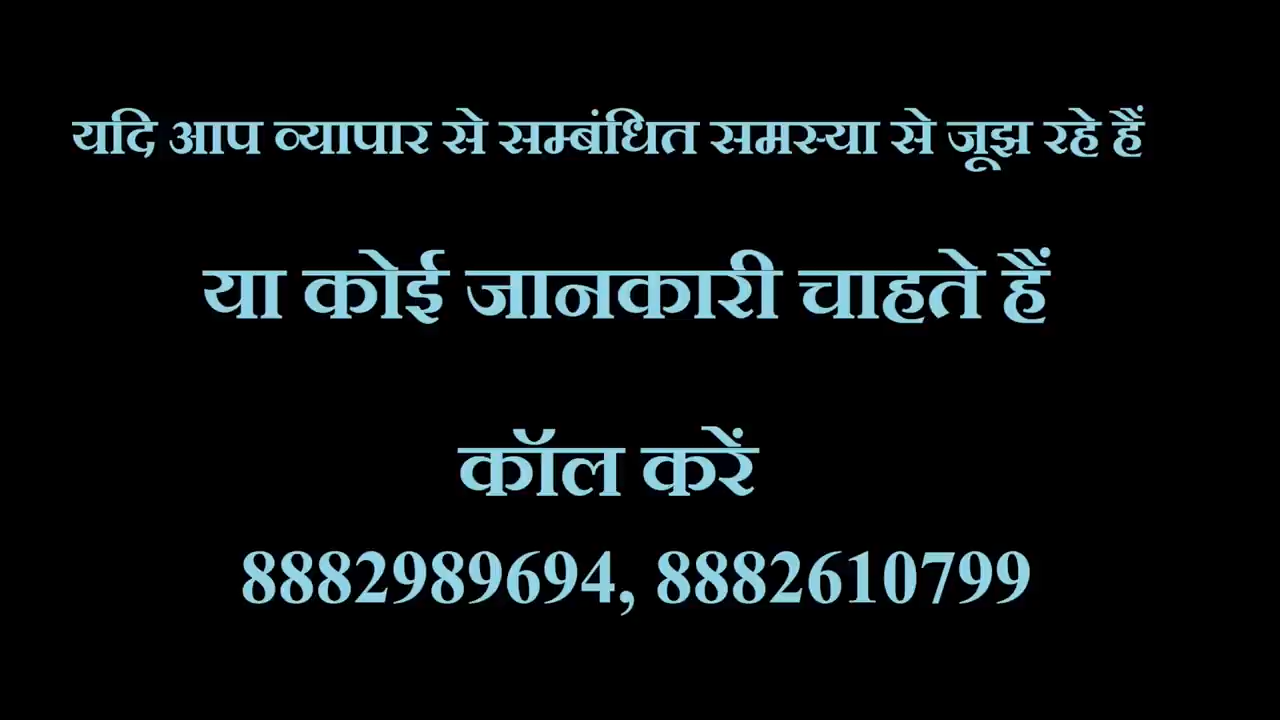 यदि आप व्यापार से सम्बंधित समस्या से जूझ रहे हैं
या कोई जानकारी चाहते हैं
कॉल करें
8882989694, 8882610799